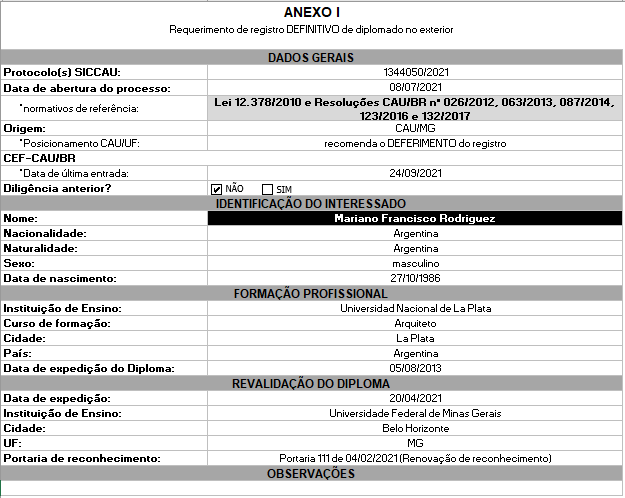 ANEXO I
Requerimento de registro DEFINITIVO de diplomado no exterior
DADOS GERAIS
Protocolo(s) SICCAU: 1344050/2021
Data de abertura do processo: 08/07/2021
*normativos de referência: Lei 12.378/2010 e Resoluções CAU/BR nº 026/2012, 063/2013, 087/2014,
123/2016 e 132/2017
Origem: CAU/MG
*Posicionamento CAU/UF: recomenda o DEFERIMENTO do registro
CEF-CAU/BR
*Data de última entrada: 24/09/2021
Diligência anterior? NÃO SIM
IDENTIFICAÇÃO DO INTERESSADO
Nome: Mariano Francisco Rodriguez
Nacionalidade: Argentina
Naturalidade: Argentina
Sexo: masculino
Data de nascimento: 27/10/1986
FORMAÇÃO PROFISSIONAL
Instituição de Ensino: Universidad Nacional de La Plata
Curso de formação: Arquiteto
Cidade: La Plata
País: Argentina
Data de expedição do Diploma: 05/08/2013
REVALIDAÇÃO DO DIPLOMA
Data de expedição: 20/04/2021
Instituição de Ensino: Universidade Federal de Minas Gerais
Cidade: Belo Horizonte
UF: MG
Portaria de reconhecimento: Portaria 111 de 04/02/2021 (Renovação de reconhecimento)
OBSERVAÇÕES